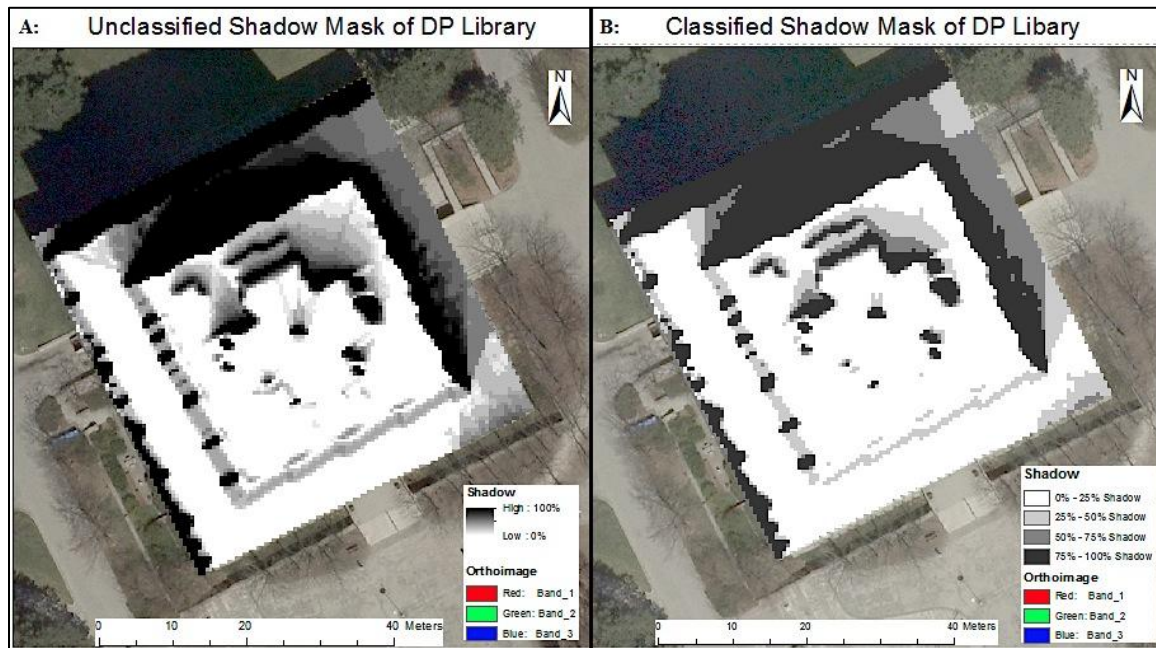 A: Unclassified Shadow Mask of DP Library
N
Shadow
High : 100%
Low : 0%
Orthoimage
Red: Band_1
Green: Band_2
Blue: Band_3
0 10 20 40 Meters
B: Classified Shadow Mask of DP Libary
N
Shadow
0% - 25% Shadow
25% - 50% Shadow
50% - 75% Shadow
75% - 100% Shadow
Orthoimage
Red: Band_1
Green: Band_2
Blue: Band_3
0 10 20 40 Meters